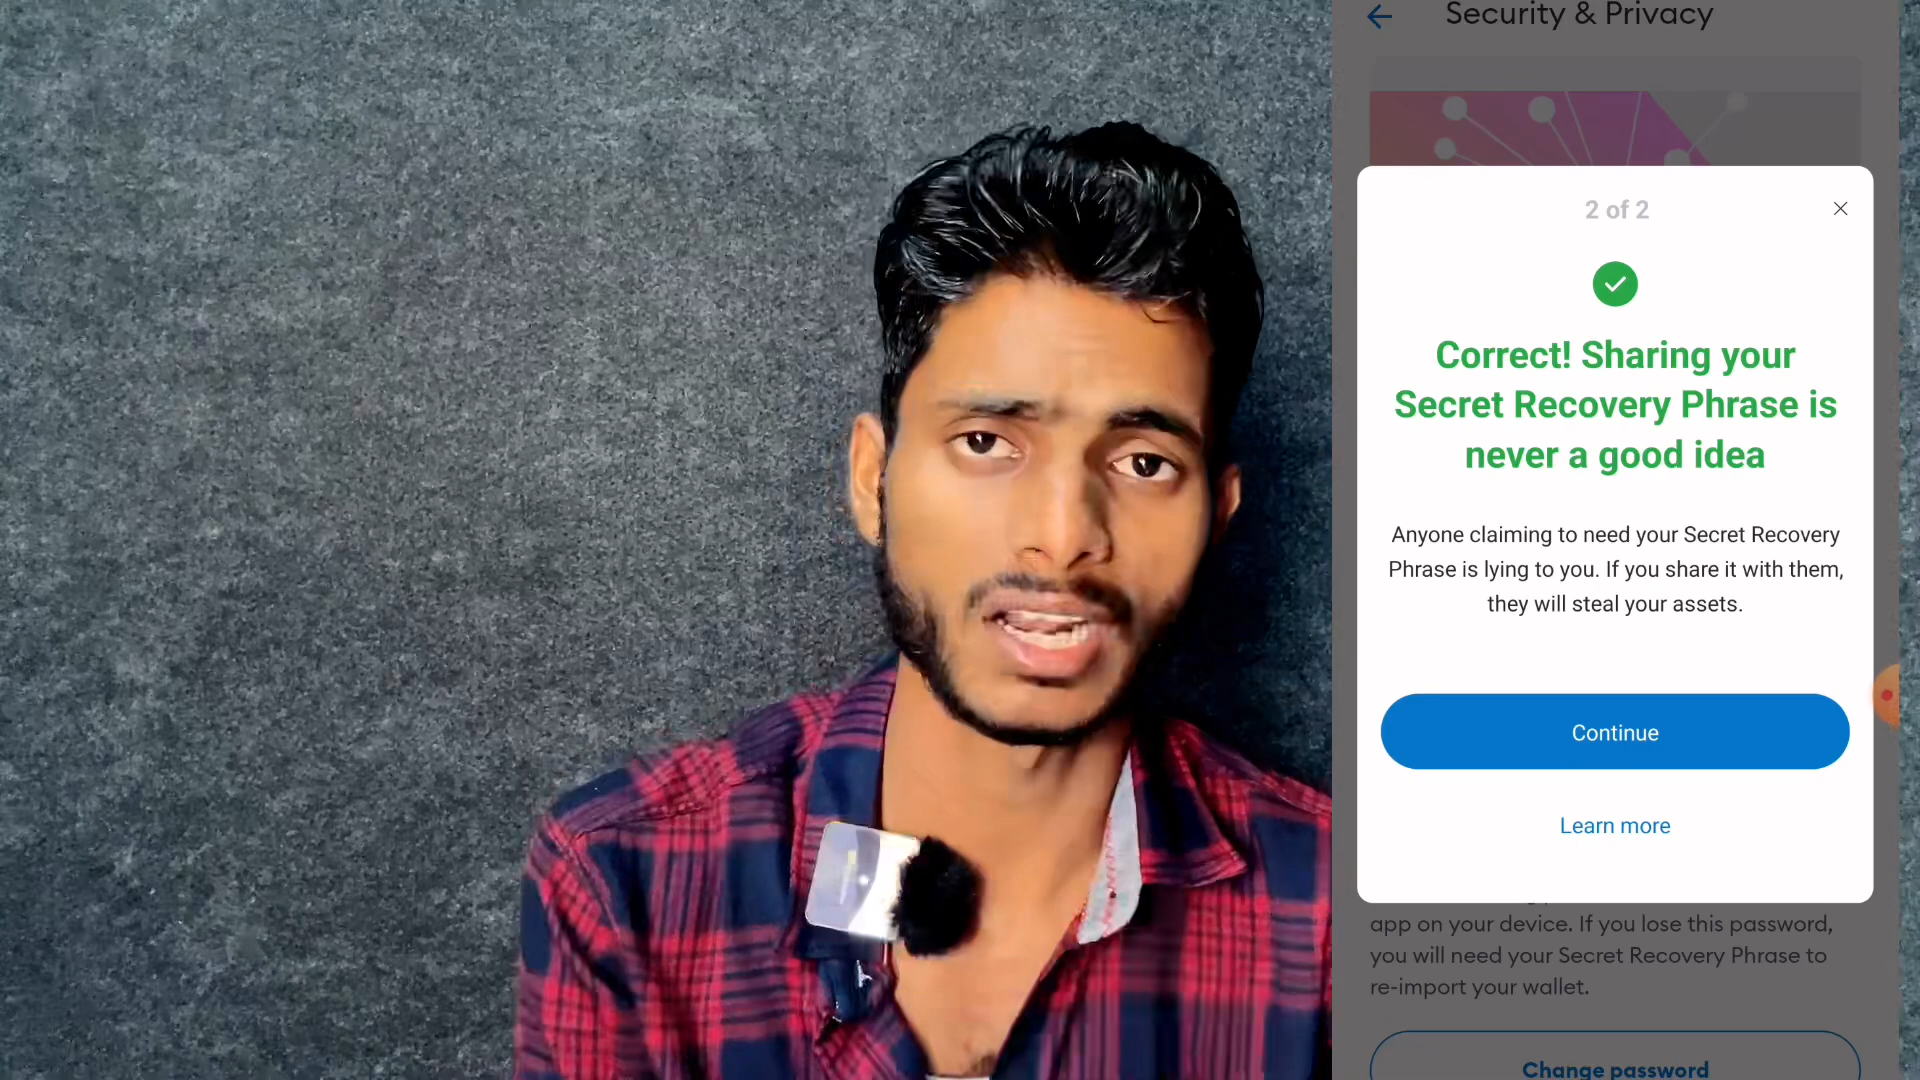 Security & Privacy
2 of 2
Correct! Sharing your
Secret Recovery Phrase is
never a good idea
Anyone claiming to need your Secret Recovery
Phrase is lying to you. If you share it with them,
they will steal your assets.
Continue
Learn more
app on your device. If you lose this password,
you will need your Secret Recovery Phrase to
re-import your wallet.
Change password